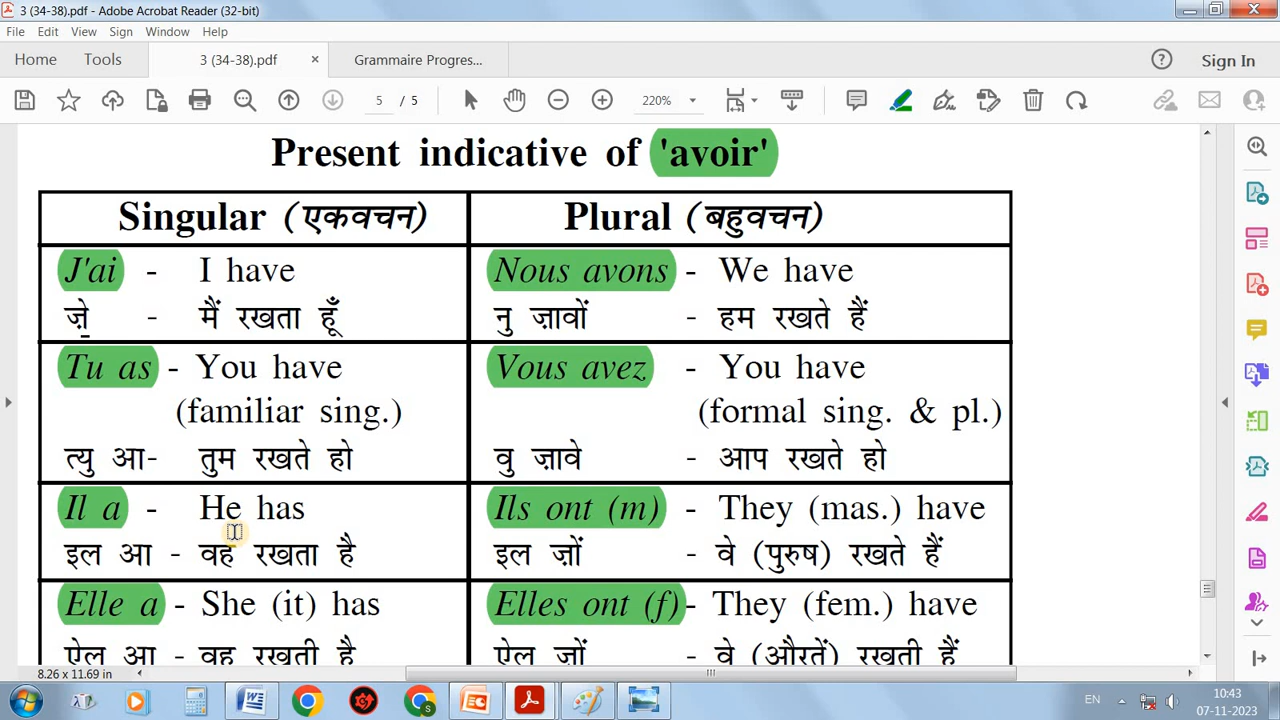 3 (34-38).pdf - Adobe Acrobat Reader (32-bit)
File Edit View Sign Window Help
Home Tools 3 (34-38).pdf × Grammaire Progres... Sign In
5 / 5 220%
Present indicative of 'avoir'
Singular (एकवचन) Plural (बहुवचन)
J'ai - I have Nous avons - We have
ज़े - मैं रखता हूँ नु ज़ावों - हम रखते हैं
Tu as - You have Vous avez - You have
(familiar sing.) (formal sing. & pl.)
त्यु आ- तुम रखते हो वु ज़ावे - आप रखते हो
Il a - He has Ils ont (m) - They (mas.) have
इल आ - वह रखता है इल ज़ों - वे (पुरुष) रखते हैं
Elle a - She (it) has Elles ont (f)- They (fem.) have
ऐल आ - वह रखती है ऐल ज़ों - वे (औरतें) रखती हैं
8.26 x 11.69 in
EN 10:43
07-11-2023